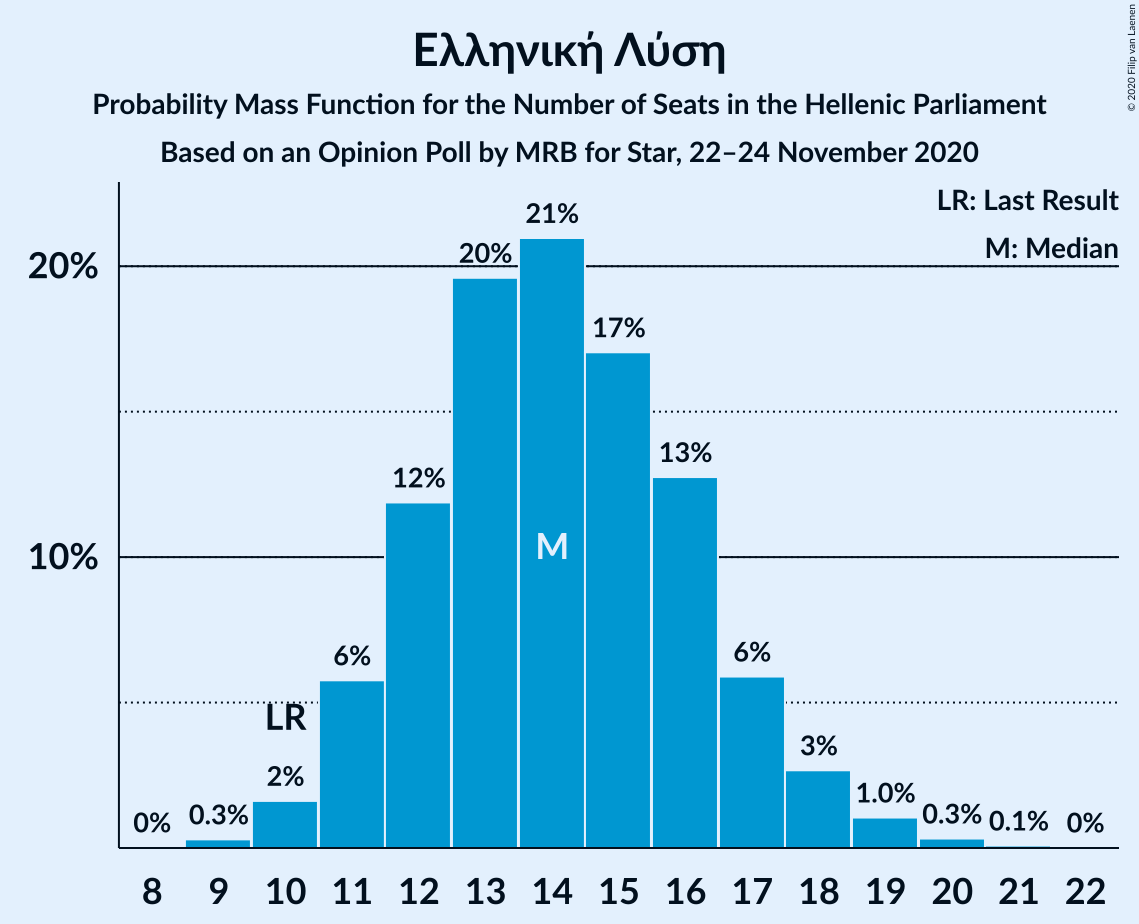 Ελληνική Λύση
Probability Mass Function for the Number of Seats in the Hellenic Parliament
Based on an Opinion Poll by MRB for Star, 22–24 November 2020
© 2020 Filip van Laenen
LR: Last Result
M: Median
20%
10%
0%
0.3%
2%
LR
6%
12%
20%
21%
M
17%
13%
6%
3%
1.0%
0.3%
0.1%
0%
8 9 10 11 12 13 14 15 16 17 18 19 20 21 22